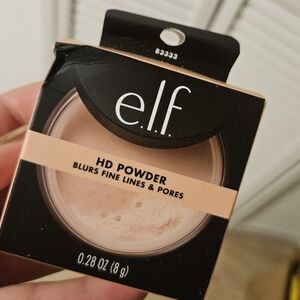 83333
e.l.f.
HD POWDER
BLURS FINE LINES & PORES
0.28 OZ (8 g)